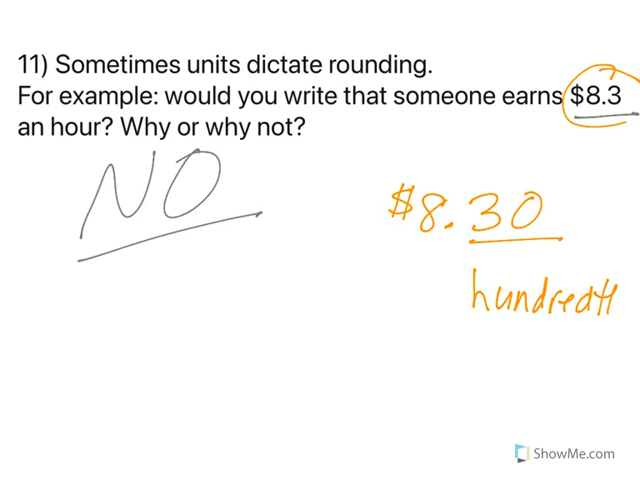 11) Sometimes units dictate rounding.
For example: would you write that someone earns $8.3
an hour? Why or why not?
NO
$8.30
hundredth
ShowMe.com